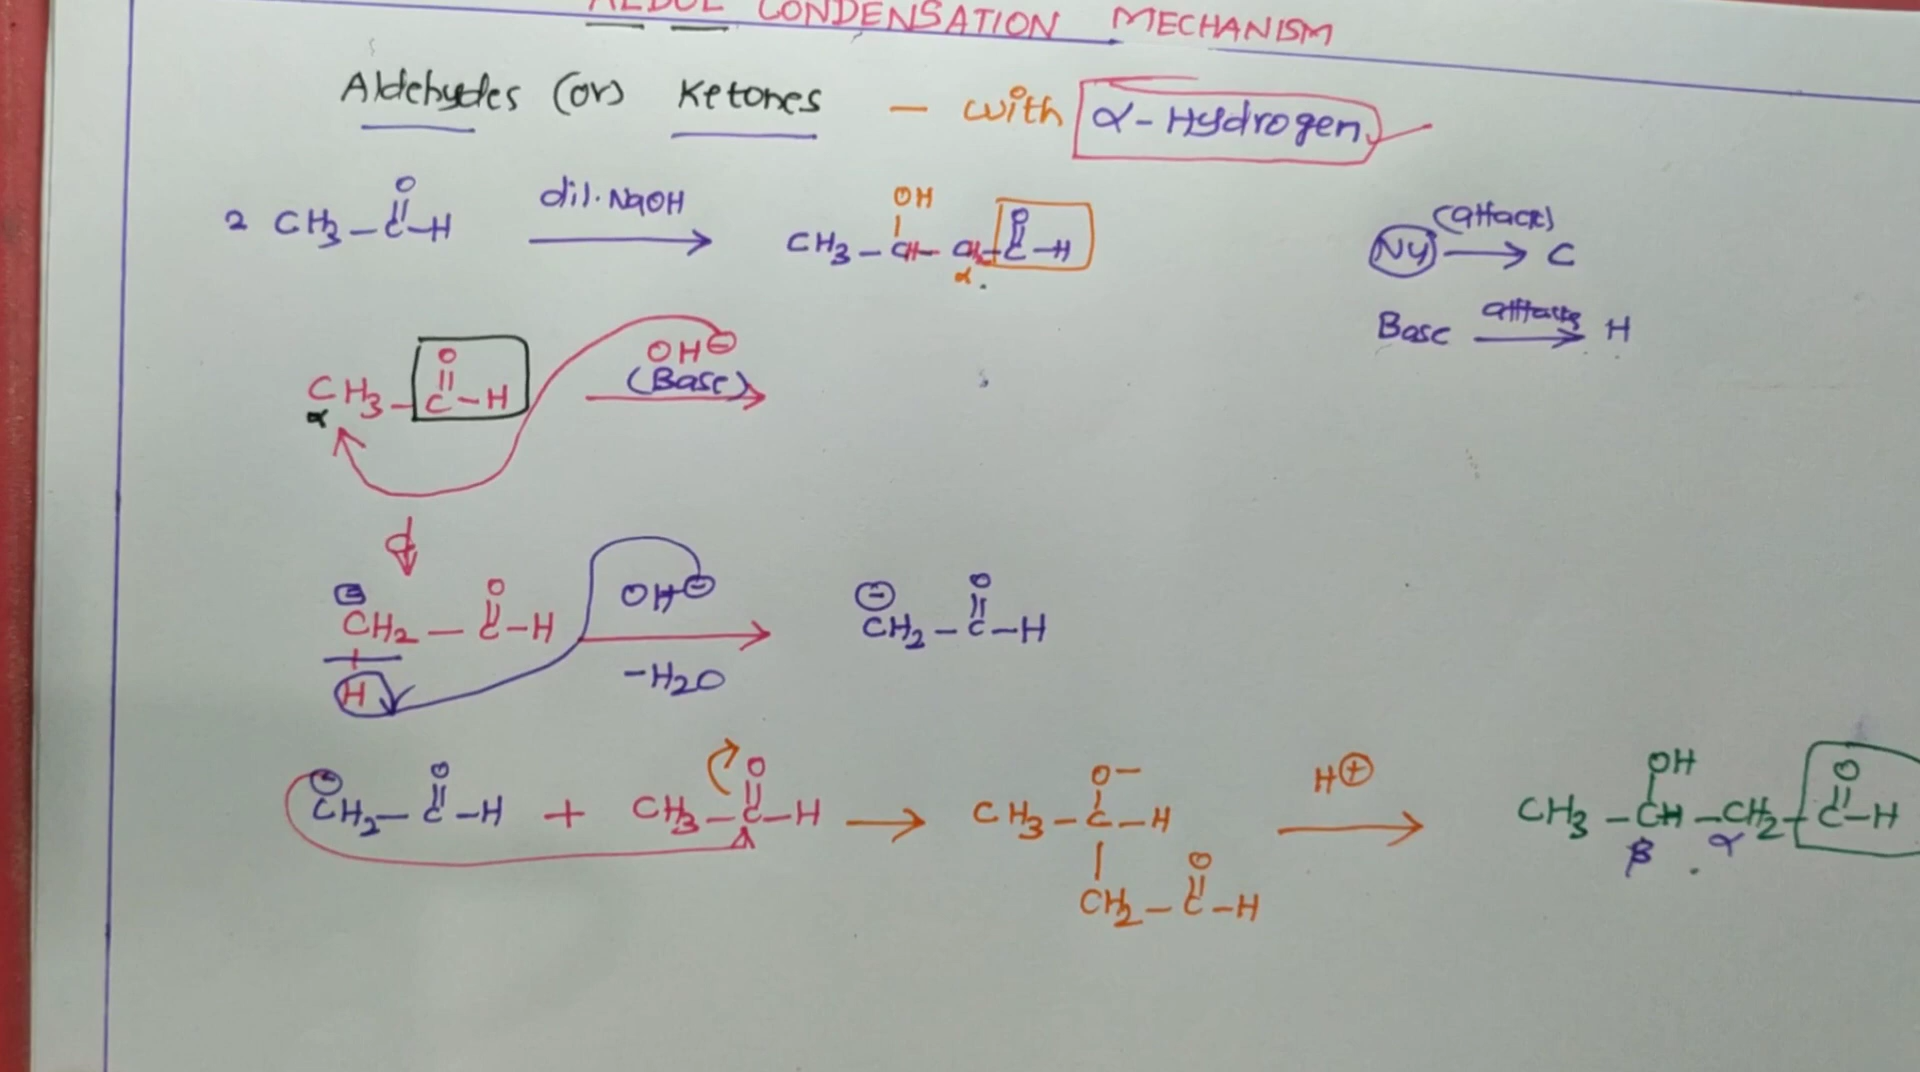 ALDOL CONDENSATION MECHANISM
Aldehydes (or) Ketones - with α-Hydrogen
O OH O
2 CH3-C-H dil. NaOH CH3-CH-CH2-C-H
α
(attack)
Nu → C
Base attacks → H
O OH⊖
CH3-C-H (Base)
α
⊖ O OH⊖ ⊖ O
CH2-C-H CH2-C-H
H -H2O
⊖ O O O- H⊕ OH O
CH2-C-H + CH3-C-H → CH3-C-H → CH3-CH-CH2-C-H
β α
O
CH2-C-H